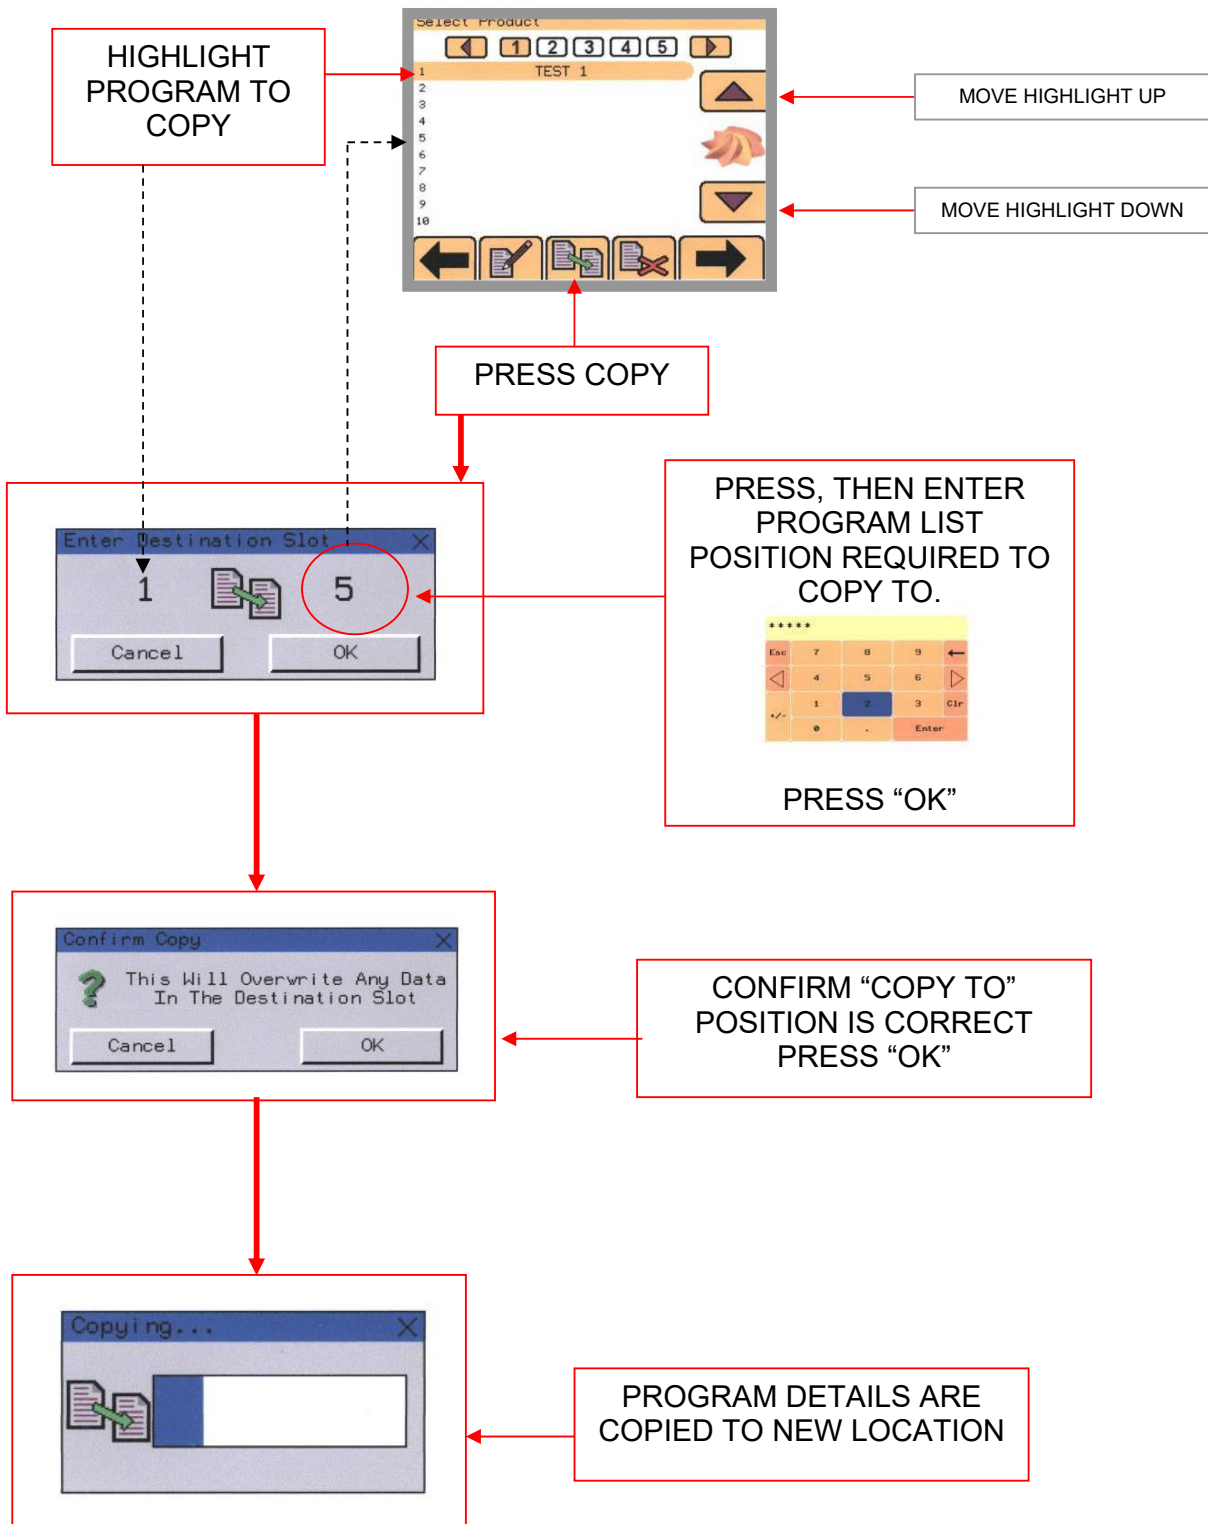 Select Product
1 2 3 4 5
HIGHLIGHT
PROGRAM TO
COPY
1 TEST 1
2
3
4
5
6
7
8
9
10
MOVE HIGHLIGHT UP
MOVE HIGHLIGHT DOWN
PRESS COPY
Enter Destination Slot
1 5
Cancel OK
PRESS, THEN ENTER
PROGRAM LIST
POSITION REQUIRED TO
COPY TO.
*****
Esc 7 8 9
4 5 6
+/- 1 2 3 Clr
0 . Enter
PRESS “OK”
Confirm Copy
This Will Overwrite Any Data
In The Destination Slot
Cancel OK
CONFIRM “COPY TO”
POSITION IS CORRECT
PRESS “OK”
Copying...
PROGRAM DETAILS ARE
COPIED TO NEW LOCATION